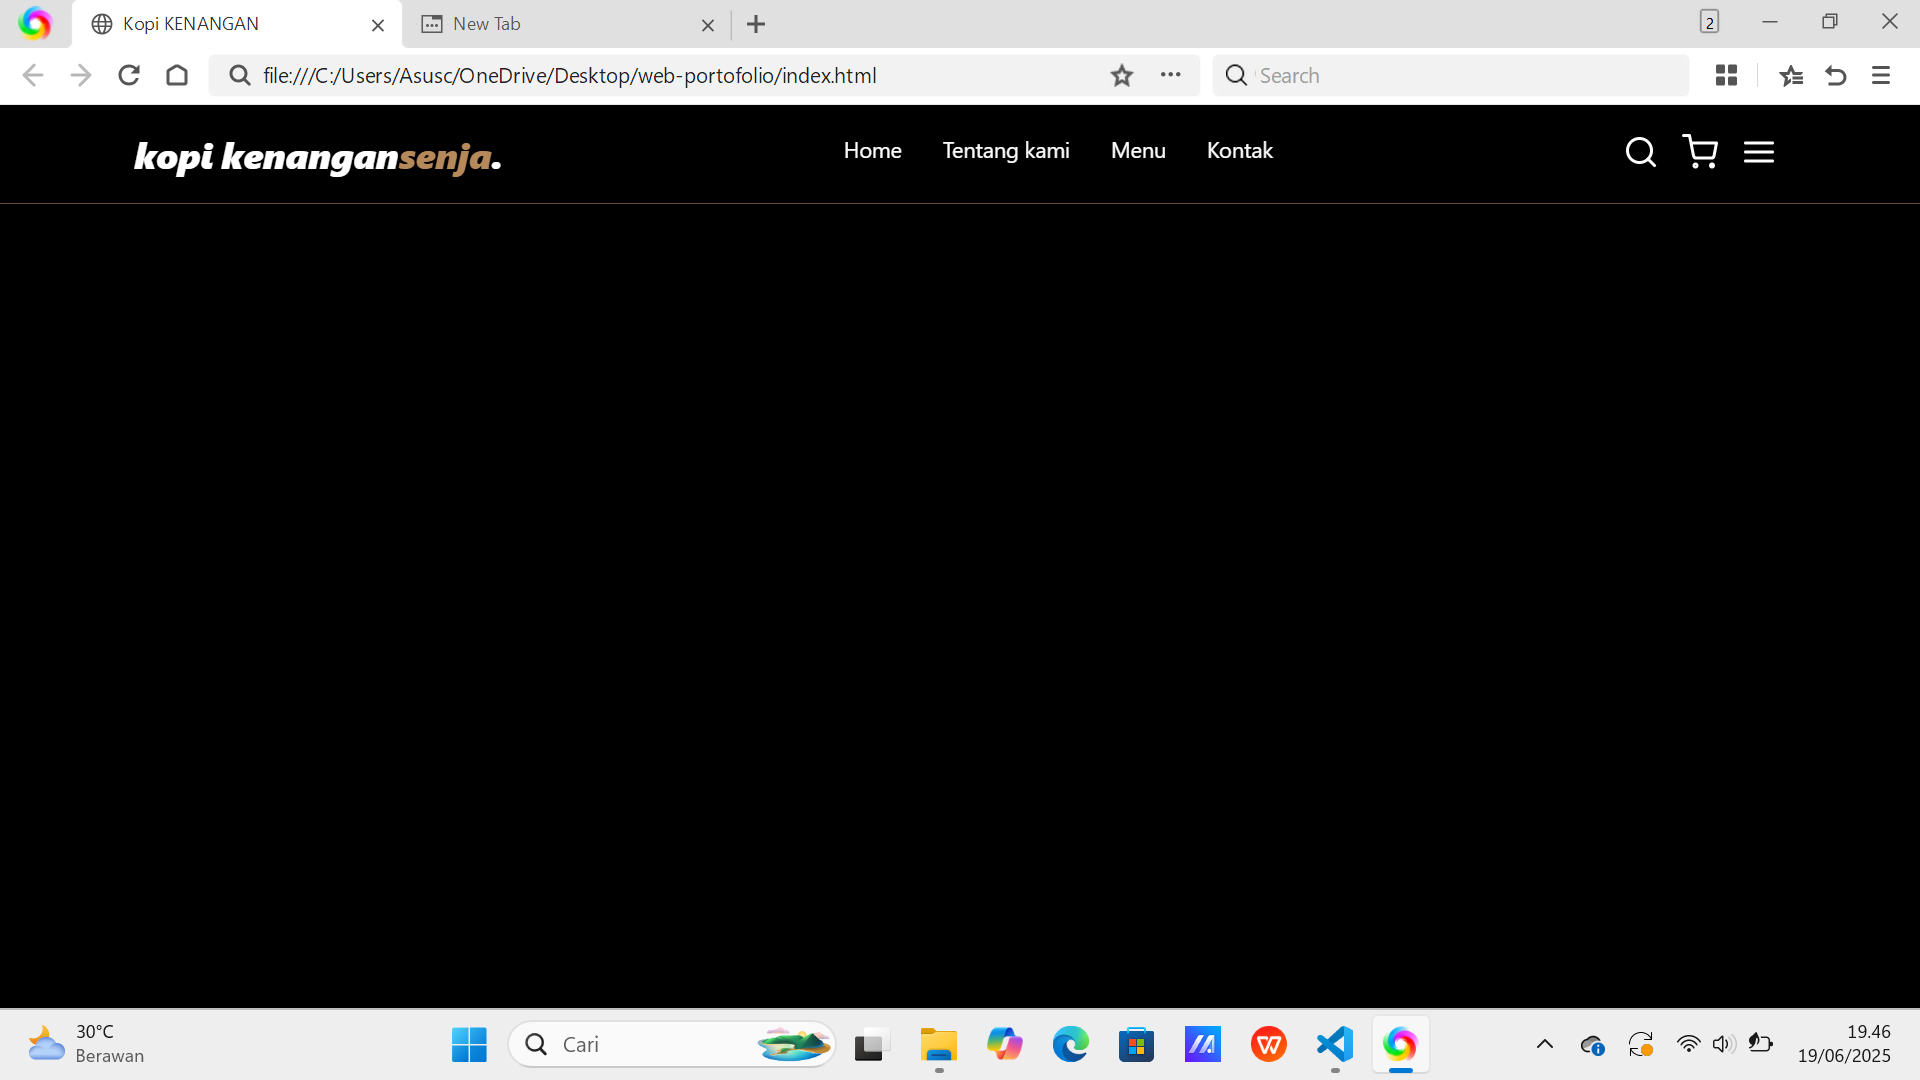 Kopi KENANGAN
New Tab
2
file:///C:/Users/Asusc/OneDrive/Desktop/web-portofolio/index.html
Search
kopi kenangansenja.
Home Tentang kami Menu Kontak
30°C
Berawan
Cari
19.46
19/06/2025